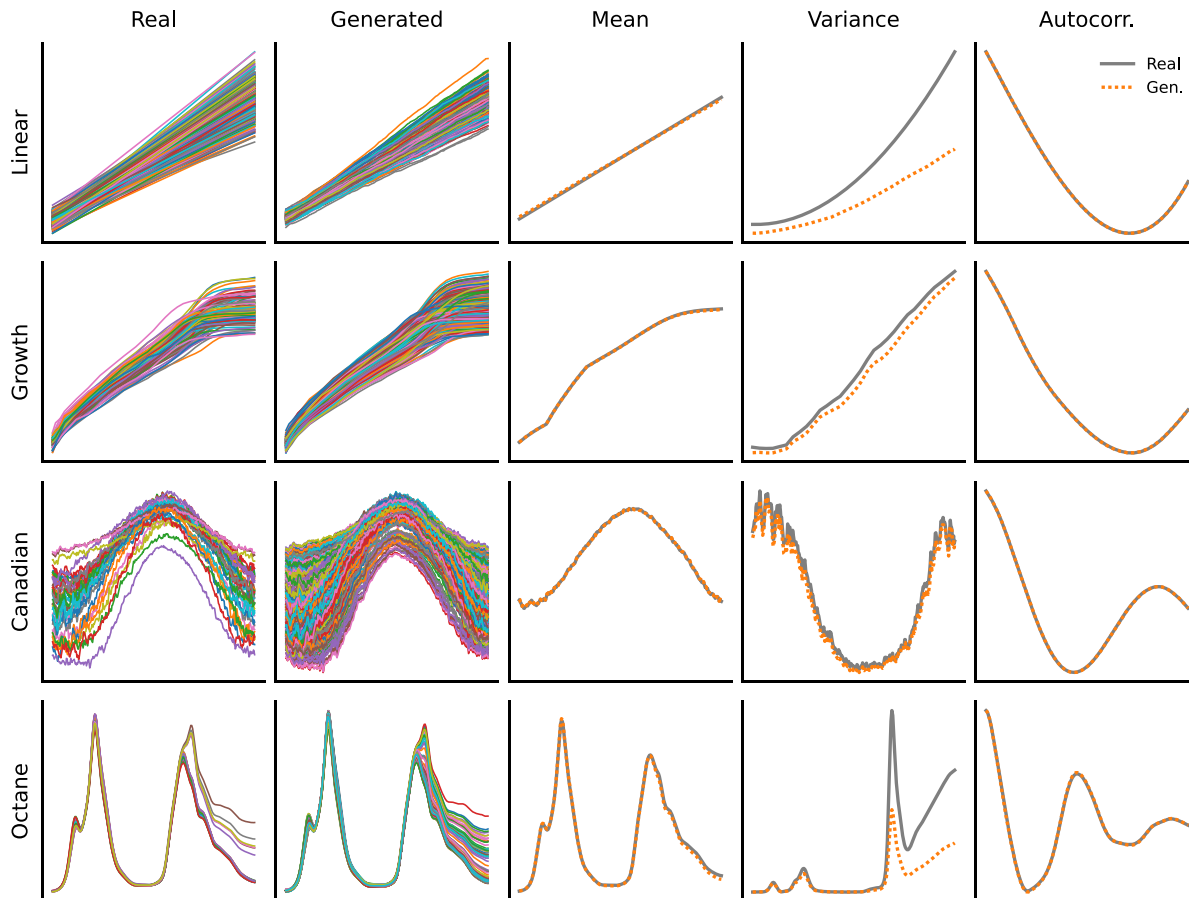 Real Generated Mean Variance Autocorr.
Linear
Real
Gen.
Growth
Canadian
Octane